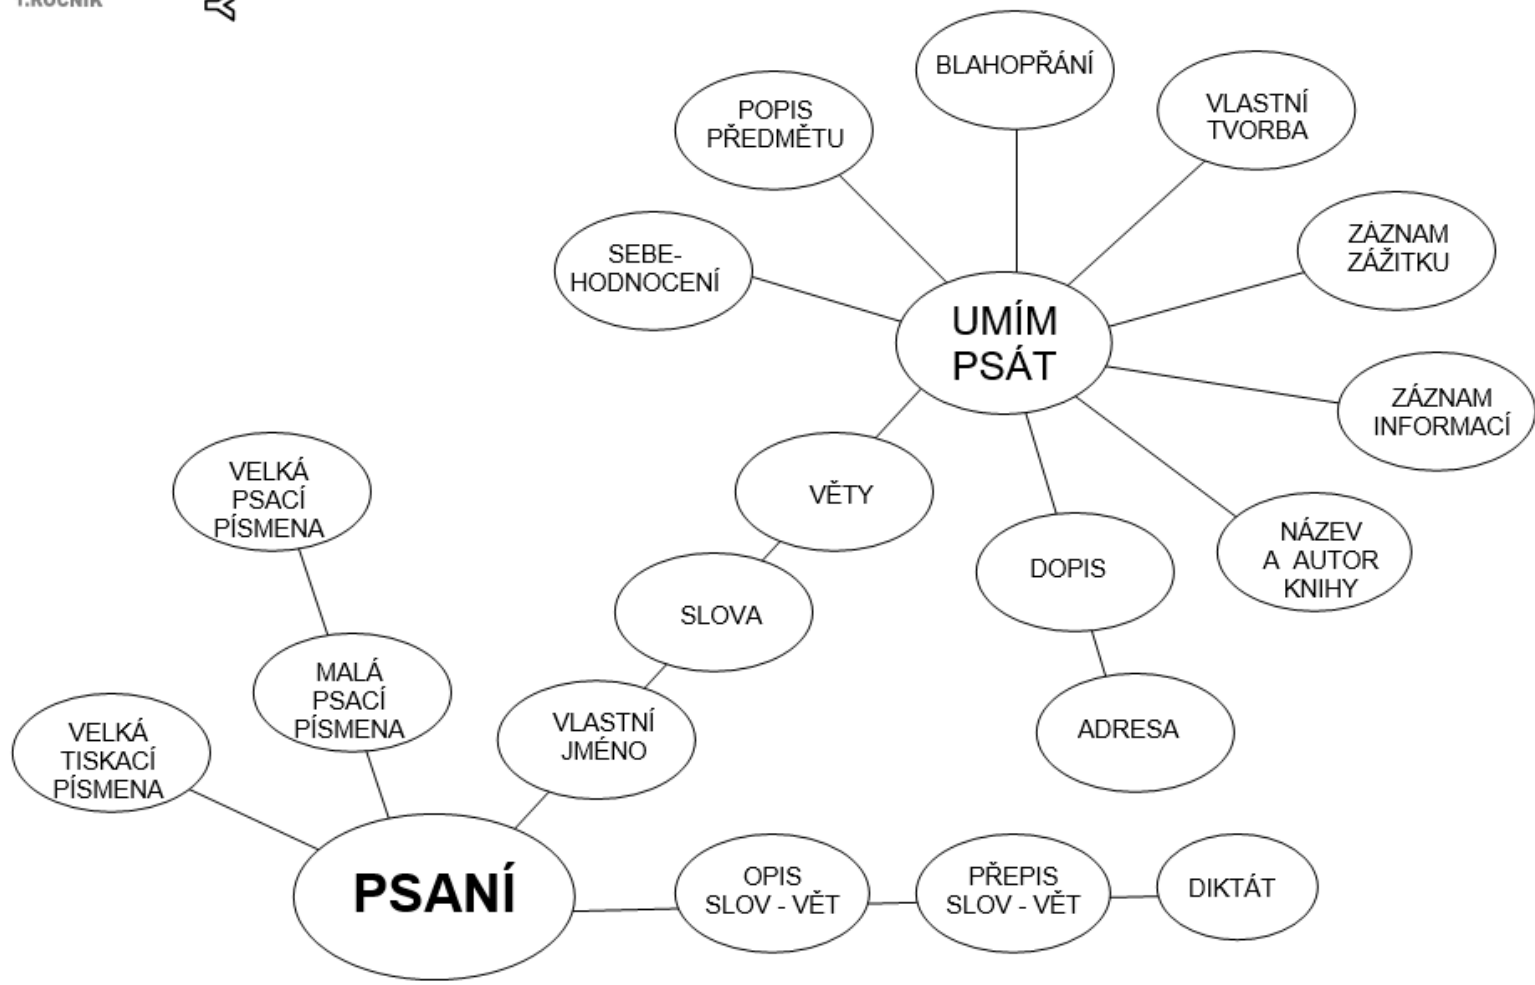 1.ROČNÍK
BLAHOPŘÁNÍ
POPIS
PŘEDMĚTU
VLASTNÍ
TVORBA
SEBE-
HODNOCENÍ
ZÁZNAM
ZÁŽITKU
UMÍM
PSÁT
ZÁZNAM
INFORMACÍ
VĚTY
VELKÁ
PSACÍ
PÍSMENA
NÁZEV
A AUTOR
KNIHY
DOPIS
SLOVA
MALÁ
PSACÍ
PÍSMENA
VLASTNÍ
JMÉNO
ADRESA
VELKÁ
TISKACÍ
PÍSMENA
PSANÍ
OPIS
SLOV - VĚT
PŘEPIS
SLOV - VĚT
DIKTÁT